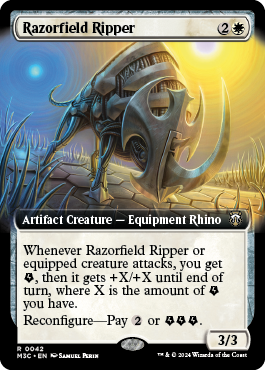 Razorfield Ripper 2
Artifact Creature — Equipment Rhino
Whenever Razorfield Ripper or
equipped creature attacks, you get
, then it gets +X/+X until end of
turn, where X is the amount of
you have.
Reconfigure—Pay 2 or .
3/3
R 0042
M3C • EN Samuel Perin
™ & © 2024 Wizards of the Coast